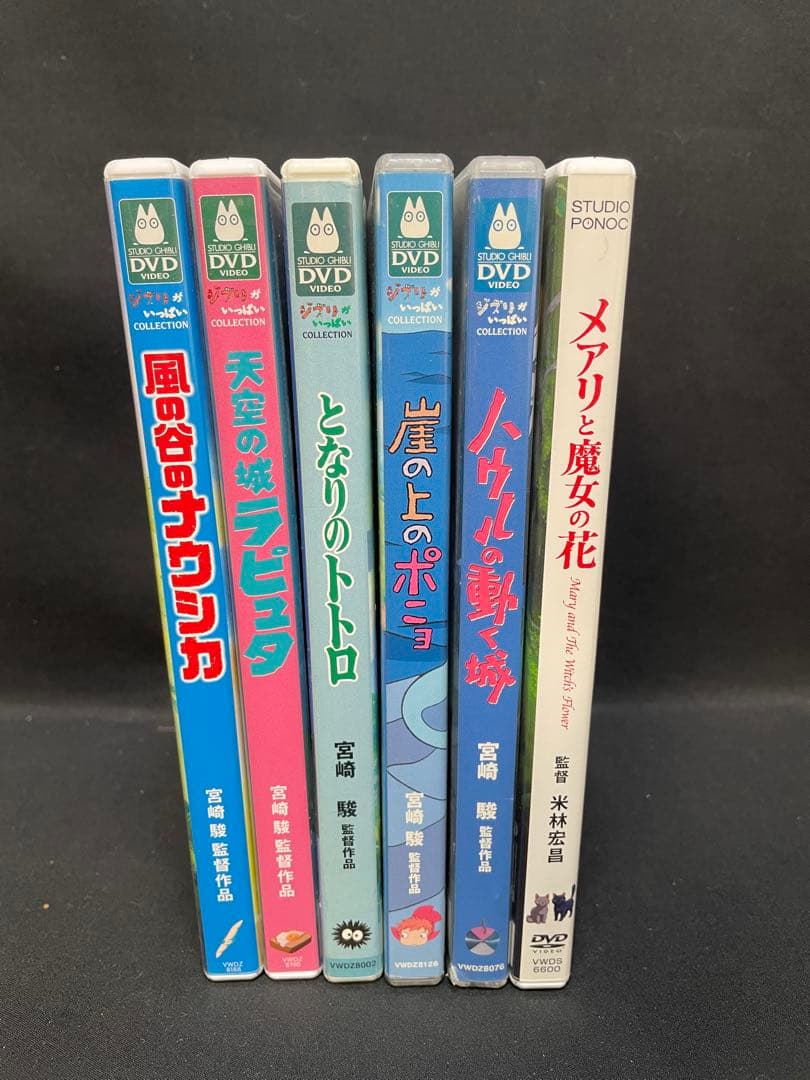 STUDIO GHIBLI
DVD
VIDEO
ジブリが
いっぱい
COLLECTION
風の谷のナウシカ
宮崎 駿 監督作品
VWDZ
8188
STUDIO GHIBLI
DVD
VIDEO
ジブリが
いっぱい
COLLECTION
天空の城ラピュタ
宮崎 駿 監督作品
VWDZ
STUDIO GHIBLI
DVD
VIDEO
ジブリが
いっぱい
COLLECTION
となりのトトロ
宮崎 駿 監督作品
VWDZ8002
STUDIO GHIBLI
DVD
VIDEO
ジブリが
いっぱい
COLLECTION
崖の上のポニョ
宮崎 駿 監督作品
VWDZ8126
STUDIO GHIBLI
DVD
VIDEO
ジブリが
いっぱい
COLLECTION
ハウルの動く城
宮崎 駿 監督作品
VWDZ8076
STUDIO
PONOC
メアリと魔女の花
Mary and The Witch's Flower
監督 米林宏昌
DVD
VIDEO
VWDS
6600